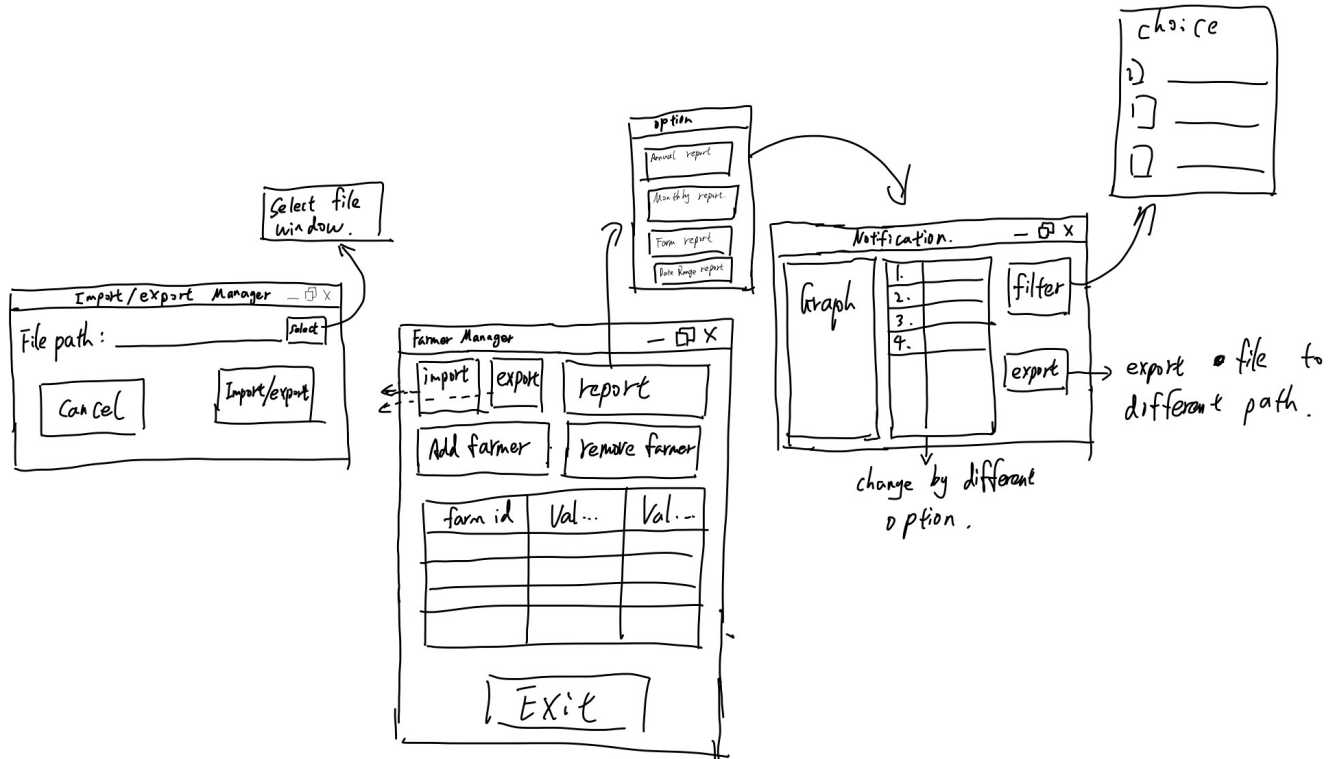 Select file
window.
Import/export Manager
File path :
Select
Cancel
Import/export
Farmer Manager
import
export
report
Add farmer
remove farmer
farm id
Val...
Val...
Exit
option
Annual report
Monthly report.
Farm report
Date Range report
Notification.
Graph
1.
2.
3.
4.
filter
export
change by different
option.
export file to
different path.
choice